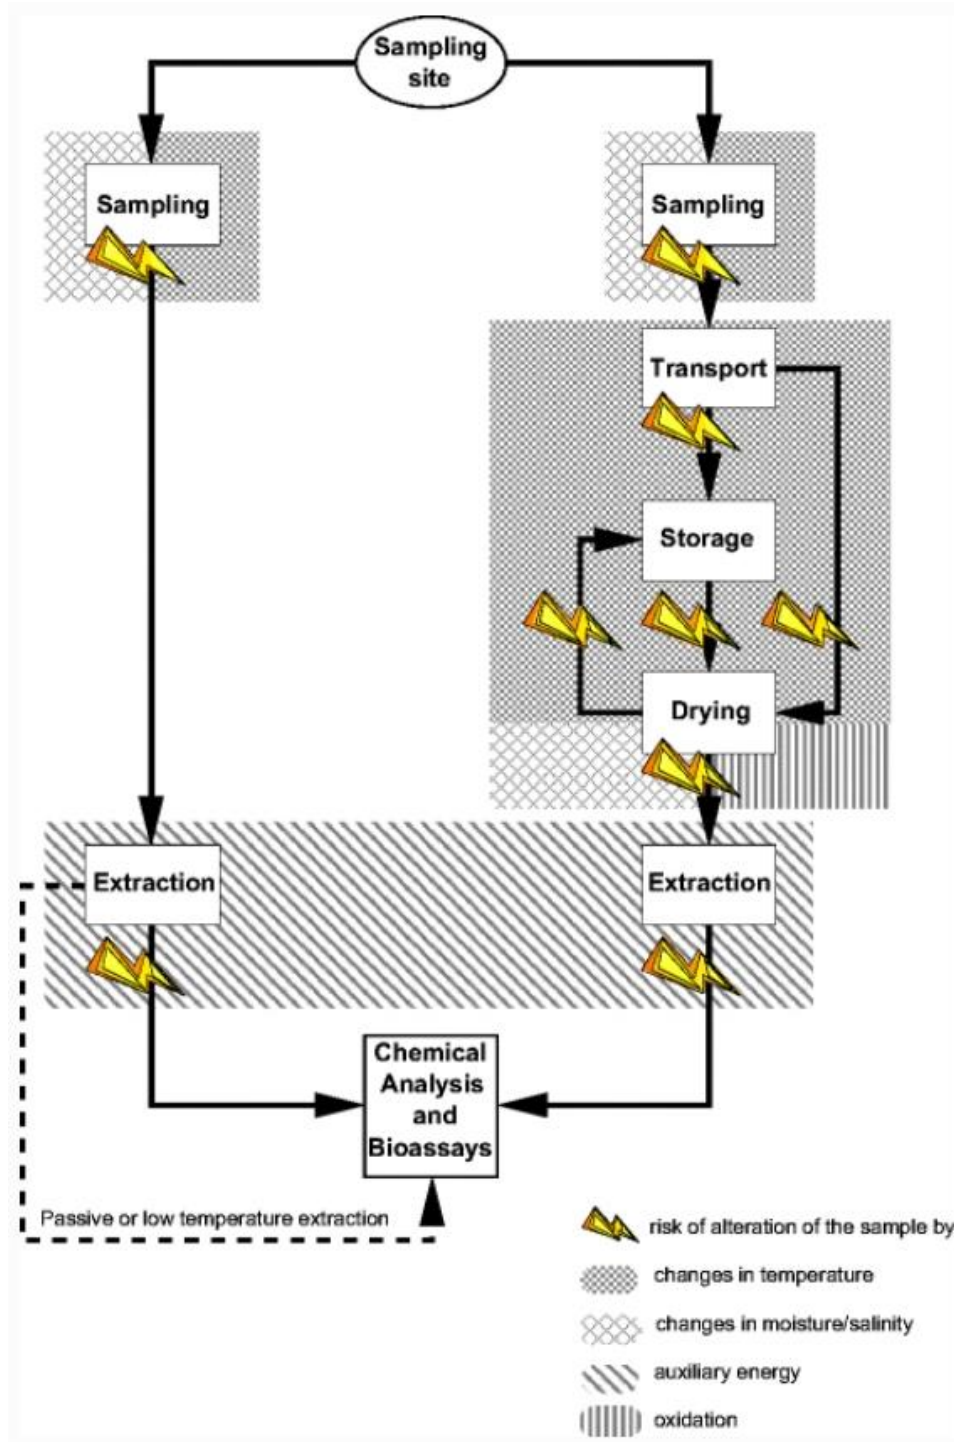 Sampling
site
Sampling
Sampling
Transport
Storage
Drying
Extraction
Extraction
Chemical
Analysis
and
Bioassays
Passive or low temperature extraction
risk of alteration of the sample by
changes in temperature
changes in moisture/salinity
auxiliary energy
oxidation